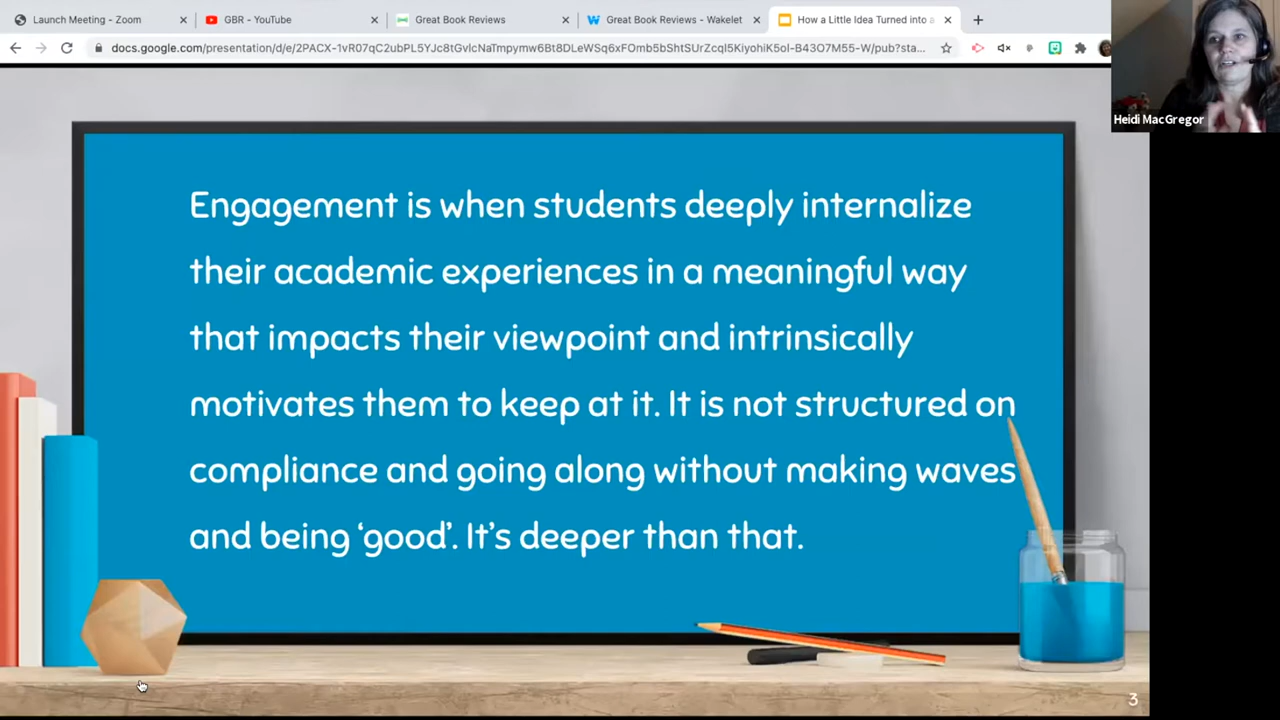 Launch Meeting - Zoom
GBR - YouTube
Great Book Reviews
Great Book Reviews - Wakelet
How a Little Idea Turned into a
docs.google.com/presentation/d/e/2PACX-1vR07qC2ubPL5YJc8tGvlcNaTmpymw6Bt8DLeWSq6xFOmb5bShtSUrZcqI5KiyohiK5oI-B43O7M55-W/pub?sta...
Heidi MacGregor
Engagement is when students deeply internalize
their academic experiences in a meaningful way
that impacts their viewpoint and intrinsically
motivates them to keep at it. It is not structured on
compliance and going along without making waves
and being ‘good’. It’s deeper than that.
3